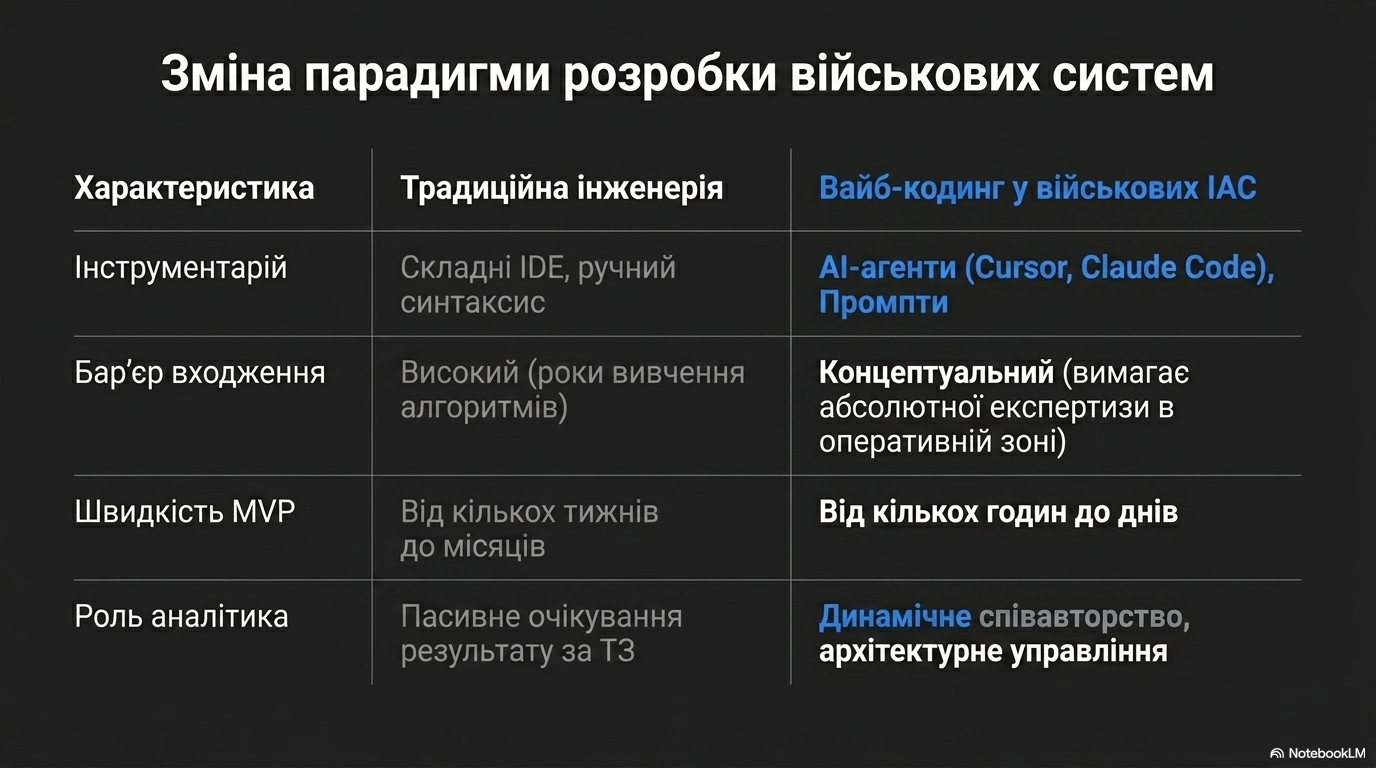 Зміна парадигми розробки військових систем
Характеристика
Традиційна інженерія
Вайб-кодинг у військових ІАС
Інструментарій
Складні IDE, ручний
синтаксис
AI-агенти (Cursor, Claude Code),
Промпти
Бар’єр входження
Високий (роки вивчення
алгоритмів)
Концептуальний (вимагає
абсолютної експертизи в
оперативній зоні)
Швидкість MVP
Від кількох тижнів
до місяців
Від кількох годин до днів
Роль аналітика
Пасивне очікування
результату за ТЗ
Динамічне співавторство,
архітектурне управління
NotebookLM